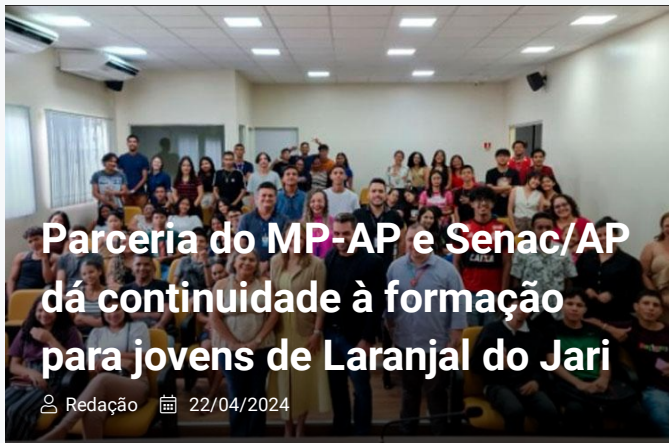 Parceria do MP-AP e Senac/AP
dá continuidade à formação
para jovens de Laranjal do Jari
Redação 22/04/2024
CAIXA